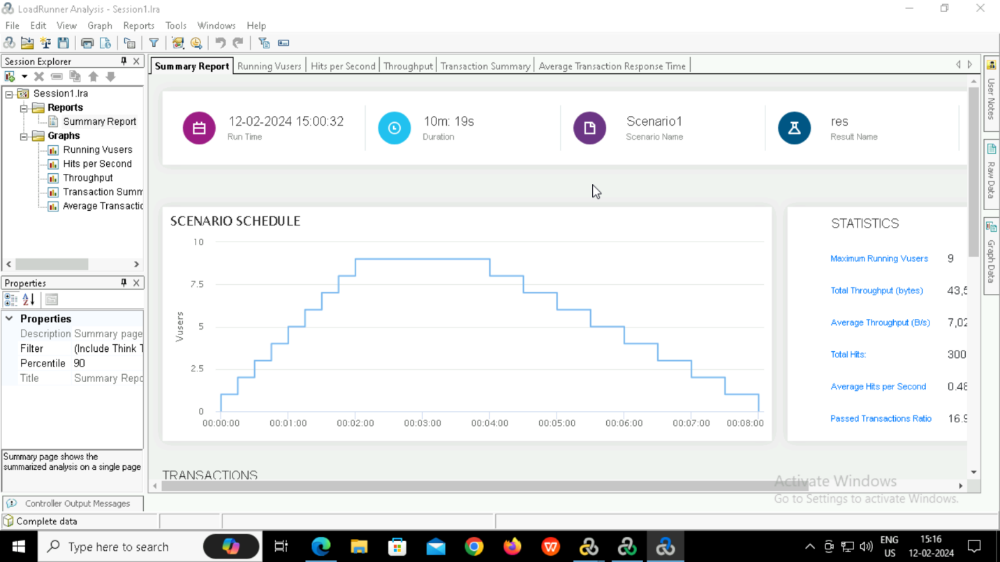 LoadRunner Analysis - Session1.lra
File Edit View Graph Reports Tools Windows Help
Session Explorer
Session1.lra
Reports
Summary Report
Graphs
Running Vusers
Hits per Second
Throughput
Transaction Summ
Average Transactic
Properties
Properties
Description Summary page
Filter (Include Think T
Percentile 90
Title Summary Repo
Summary page shows the
summarized analysis on a single page
Controller Output Messages
Complete data
Summary Report Running Vusers Hits per Second Throughput Transaction Summary Average Transaction Response Time
12-02-2024 15:00:32
Run Time
10m: 19s
Duration
Scenario1
Scenario Name
res
Result Name
SCENARIO SCHEDULE
10
7.5
5
2.5
0
Vusers
00:00:00 00:01:00 00:02:00 00:03:00 00:04:00 00:05:00 00:06:00 00:07:00 00:08:00
STATISTICS
Maximum Running Vusers 9
Total Throughput (bytes) 43,5
Average Throughput (B/s) 7,02
Total Hits: 300
Average Hits per Second 0.48
Passed Transactions Ratio 16.9
TRANSACTIONS
User Notes
Raw Data
Graph Data
Activate Windows
Go to Settings to activate Windows.
Type here to search
ENG
US
15:16
12-02-2024